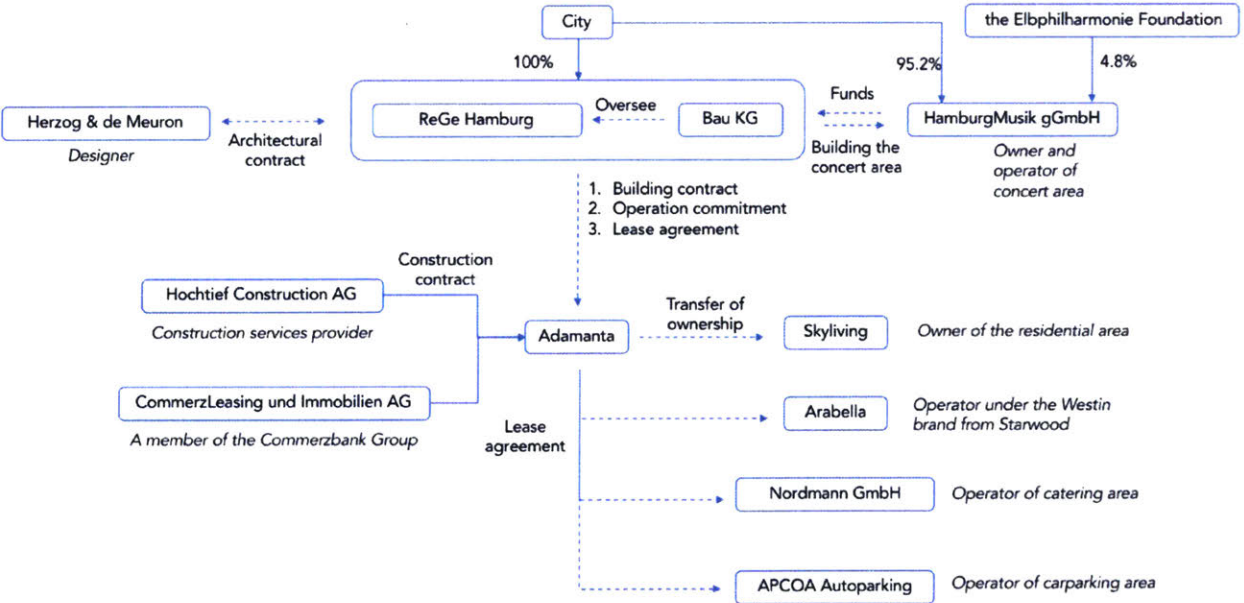 City
the Elbphilharmonie Foundation
100%
95.2%
4.8%
Herzog & de Meuron
Designer
Architectural
contract
ReGe Hamburg
Oversee
Bau KG
Funds
Building the
concert area
HamburgMusik gGmbH
Owner and
operator of
concert area
1. Building contract
2. Operation commitment
3. Lease agreement
Construction
contract
Hochtief Construction AG
Construction services provider
Adamanta
Transfer of
ownership
Skyliving
Owner of the residential area
CommerzLeasing und Immobilien AG
A member of the Commerzbank Group
Lease
agreement
Arabella
Operator under the Westin
brand from Starwood
Nordmann GmbH
Operator of catering area
APCOA Autoparking
Operator of carparking area